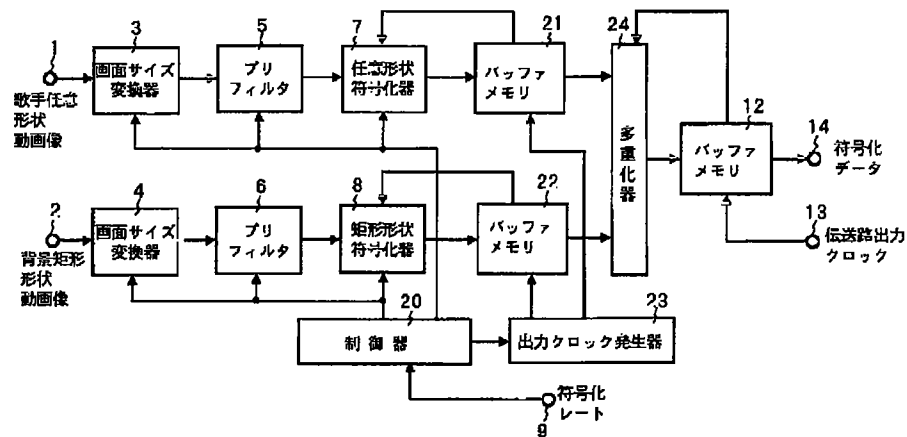 1
歌手任意
形状
動画像
3
画面サイズ
変換器
5
プリ
フィルタ
7
任意形状
符号化器
21
バッファ
メモリ
24
多重化器
12
バッファ
メモリ
14
符号化
データ
2
背景矩形
形状
動画像
4
画面サイズ
変換器
6
プリ
フィルタ
8
矩形形状
符号化器
22
バッファ
メモリ
13
伝送路出力
クロック
20
制御器
23
出力クロック発生器
9
符号化
レート